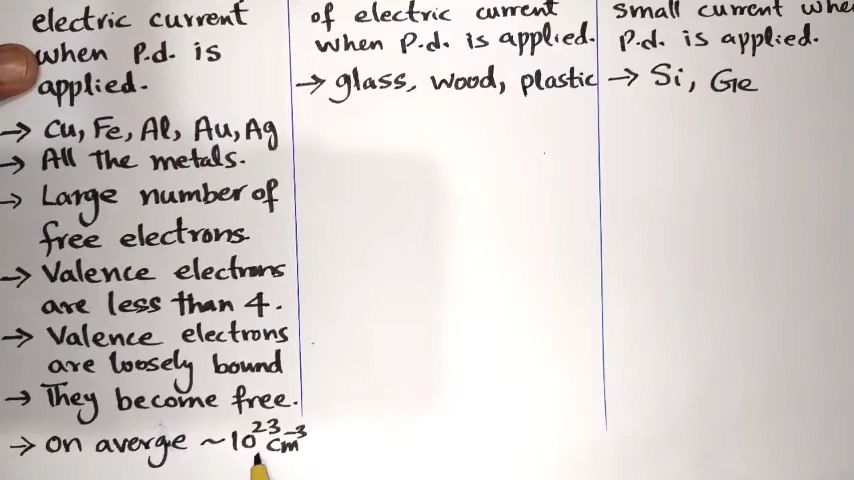 electric current
when P.d. is
applied.
→ Cu, Fe, Al, Au, Ag
→ All the metals.
→ Large number of
free electrons
→ Valence electrons
are less than 4.
→ Valence electrons
are loosely bound
→ They become free.
→ on averge ~10²³cm⁻³
of electric current
when P.d. is applied.
→ glass, wood, plastic
small current whe
P.d. is applied.
→ Si, Ge